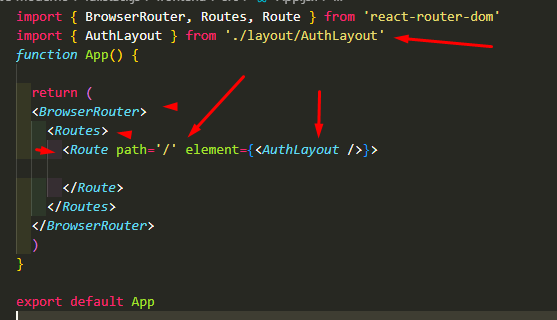 import { BrowserRouter, Routes, Route } from 'react-router-dom'
import { AuthLayout } from './layout/AuthLayout'
function App() {
return (
<BrowserRouter>
<Routes>
<Route path='/' element={<AuthLayout />}>
</Route>
</Routes>
</BrowserRouter>
)
}
export default App